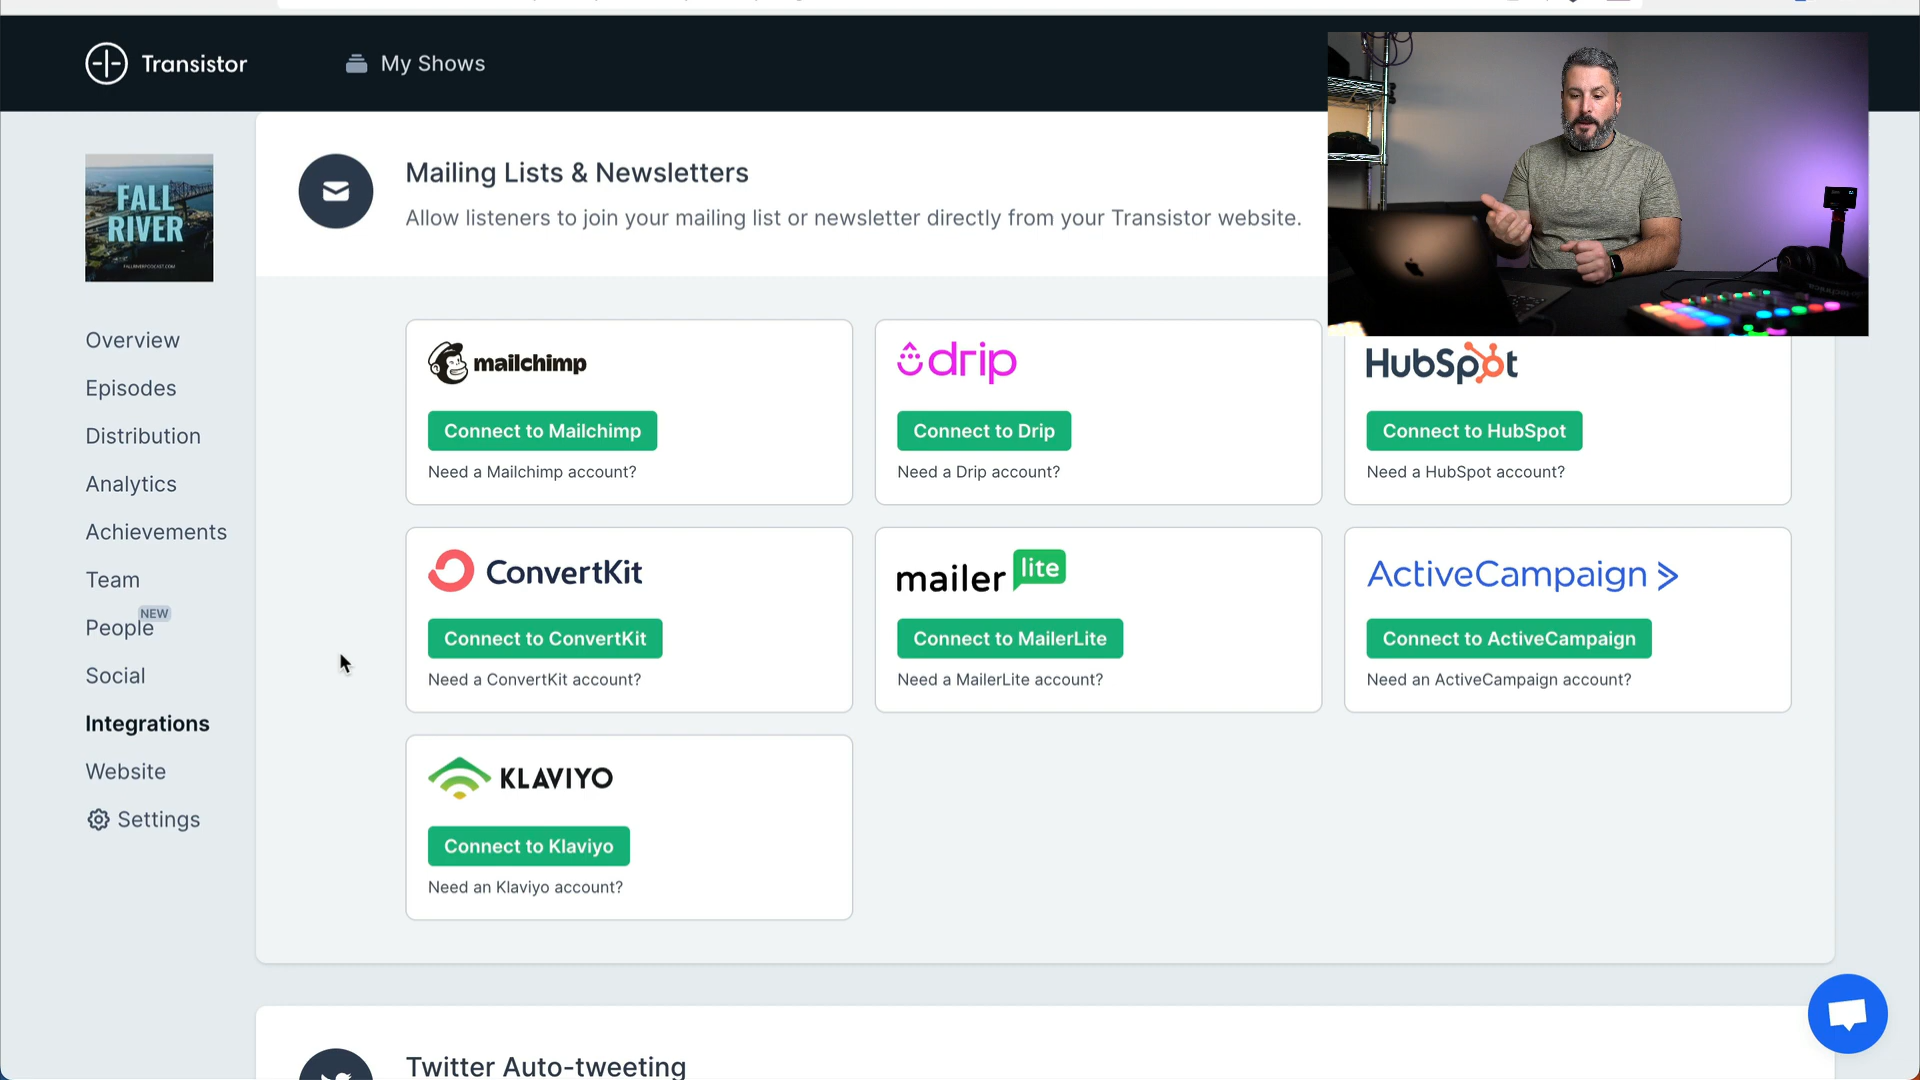 Transistor
My Shows
FALL
RIVER
FALLRIVERPODCAST.COM
Overview
Episodes
Distribution
Analytics
Achievements
Team
People NEW
Social
Integrations
Website
Settings
Mailing Lists & Newsletters
Allow listeners to join your mailing list or newsletter directly from your Transistor website.
mailchimp
Connect to Mailchimp
Need a Mailchimp account?
drip
Connect to Drip
Need a Drip account?
HubSpot
Connect to HubSpot
Need a HubSpot account?
ConvertKit
Connect to ConvertKit
Need a ConvertKit account?
mailer lite
Connect to MailerLite
Need a MailerLite account?
ActiveCampaign
Connect to ActiveCampaign
Need an ActiveCampaign account?
KLAVIYO
Connect to Klaviyo
Need an Klaviyo account?
Twitter Auto-tweeting